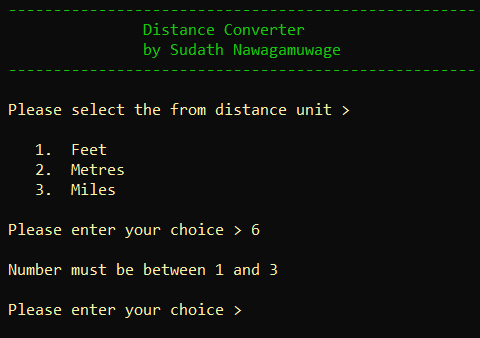 ----------------------------------------------------
Distance Converter
by Sudath Nawagamuwage
----------------------------------------------------
Please select the from distance unit >
1. Feet
2. Metres
3. Miles
Please enter your choice > 6
Number must be between 1 and 3
Please enter your choice >